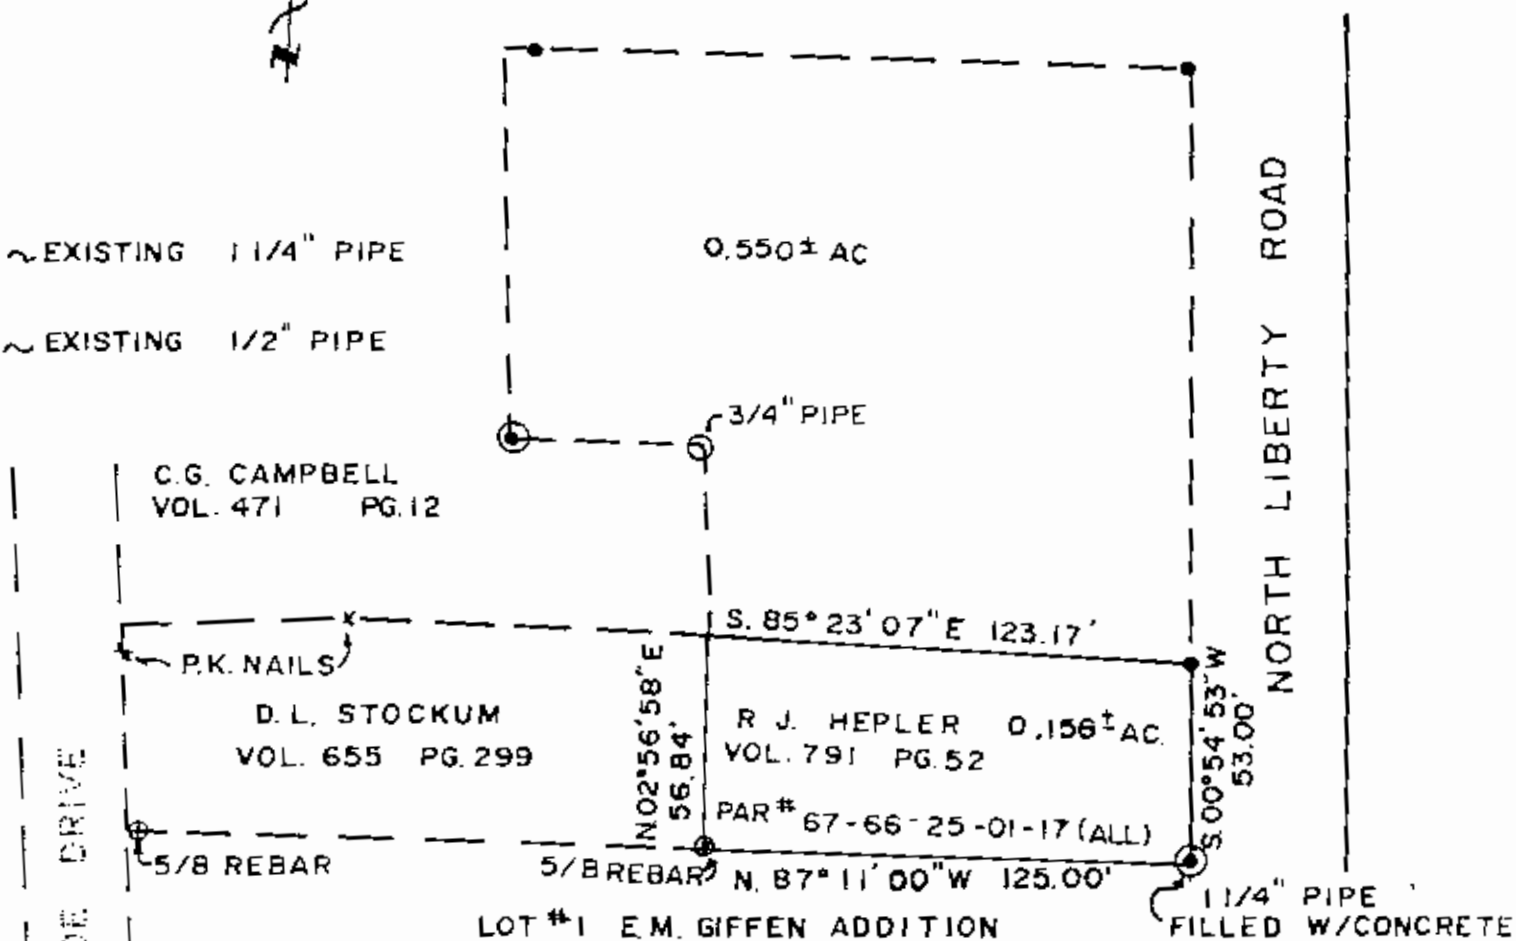 ~ EXISTING 1 1/4" PIPE
0.550± AC
~ EXISTING 1/2" PIPE
3/4" PIPE
NORTH LIBERTY ROAD
C.G. CAMPBELL
VOL. 471 PG. 12
S. 85° 23' 07" E 123.17'
P.K. NAILS
D. L. STOCKUM
VOL. 655 PG. 299
N. 02° 56' 58" E
56.84'
R J. HEPLER 0.156± AC.
VOL. 791 PG. 52
PAR# 67-66-25-01-17 (ALL)
S. 00° 54' 53" W
53.00'
DRIVE
5/8 REBAR
5/8 REBAR
N. 87° 11' 00" W 125.00'
1 1/4" PIPE
FILLED W/CONCRETE
LOT #1 E.M. GIFFEN ADDITION